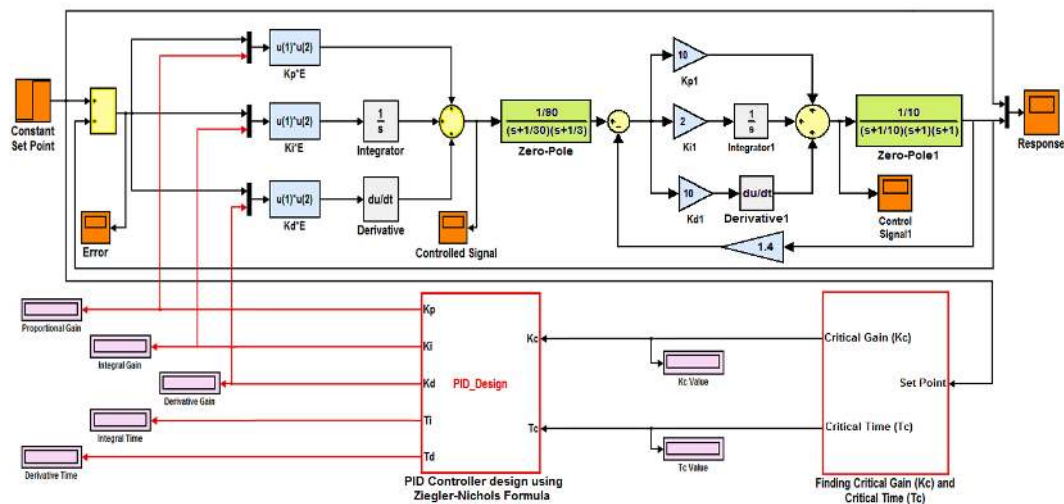 Constant
Set Point
Error
u(1)*u(2)
Kp*E
u(1)*u(2)
Ki*E
1
s
Integrator
u(1)*u(2)
Kd*E
du/dt
Derivative
Controlled Signal
1/90
(s+1/30)(s+1/3)
Zero-Pole
10
Kp1
2
Ki1
1
s
Integrator1
10
Kd1
du/dt
Derivative1
1/10
(s+1/10)(s+1)(s+1)
Zero-Pole1
Control
Signal1
Response
1.4
Proportional Gain
Integral Gain
Derivative Gain
Integral Time
Derivative Time
Kp
Ki
Kd
Ti
Td
PID_Design
Kc
Tc
PID Controller design using
Ziegler-Nichols Formula
Kc Value
Tc Value
Critical Gain (Kc)
Set Point
Critical Time (Tc)
Finding Critical Gain (Kc) and
Critical Time (Tc)